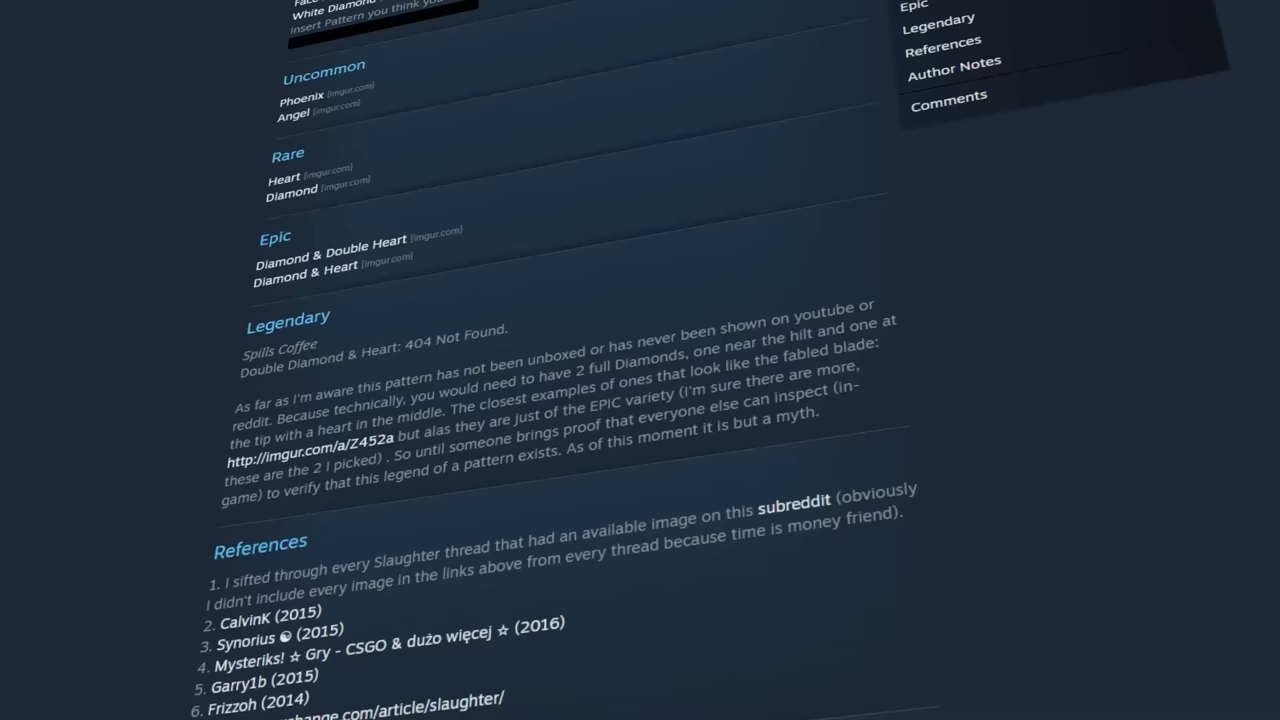 White Diamond
Insert Pattern you think you
Uncommon
Phoenix [imgur.com]
Angel [imgur.com]
Rare
Heart [imgur.com]
Diamond [imgur.com]
Epic
Diamond & Double Heart [imgur.com]
Diamond & Heart [imgur.com]
Legendary
Spills Coffee
Double Diamond & Heart: 404 Not Found.
As far as I'm aware this pattern has not been unboxed or has never been shown on youtube or
reddit. Because technically, you would need to have 2 full Diamonds, one near the hilt and one at
the tip with a heart in the middle. The closest examples of ones that look like the fabled blade:
http://imgur.com/a/Z452a but alas they are just of the EPIC variety (I'm sure there are more,
these are the 2 I picked) . So until someone brings proof that everyone else can inspect (in-
game) to verify that this legend of a pattern exists. As of this moment it is but a myth.
References
1. I sifted through every Slaughter thread that had an available image on this subreddit (obviously
I didn't include every image in the links above from every thread because time is money friend).
2. CalvinK (2015)
3. Synorius ☯ (2015)
4. Mysteriks! ☆ Gry - CSGO & dużo więcej ☆ (2016)
5. Garry1b (2015)
6. Frizzoh (2014)
change.com/article/slaughter/
Epic
Legendary
References
Author Notes
Comments